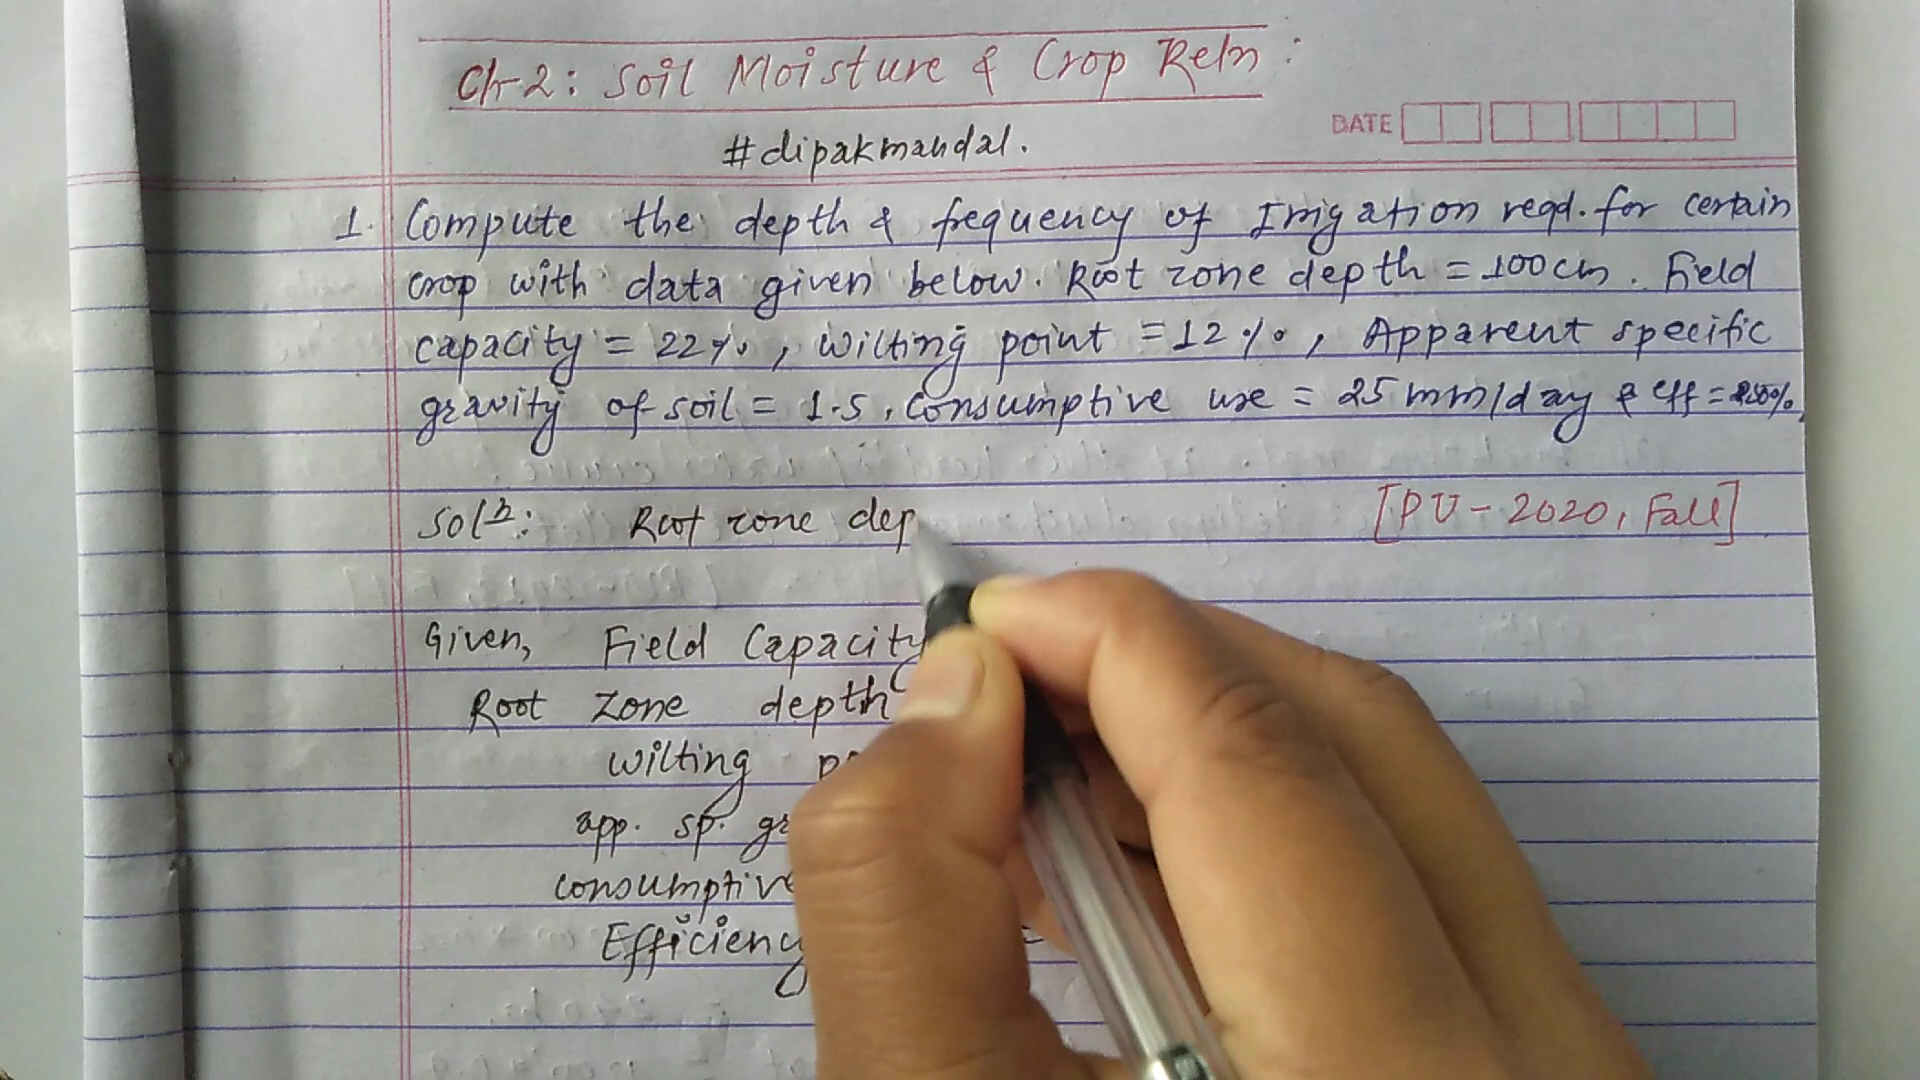 Ch-2: Soil Moisture & Crop Reln:
DATE
#dipakmandal.
1. Compute the depth & frequency of Irrigation reqd. for certain
crop with data given below. Root zone depth = 100cm. Field
capacity = 22%, wilting point = 12%, Apparent specific
gravity of soil = 1.5, Consumptive use = 25 mm/day & eff =
Solⁿ: Root zone dep
[PU-2020, Fall]
Given, Field Capacity
Root Zone depth
wilting
app. sp. gr
consumptive
Efficiency